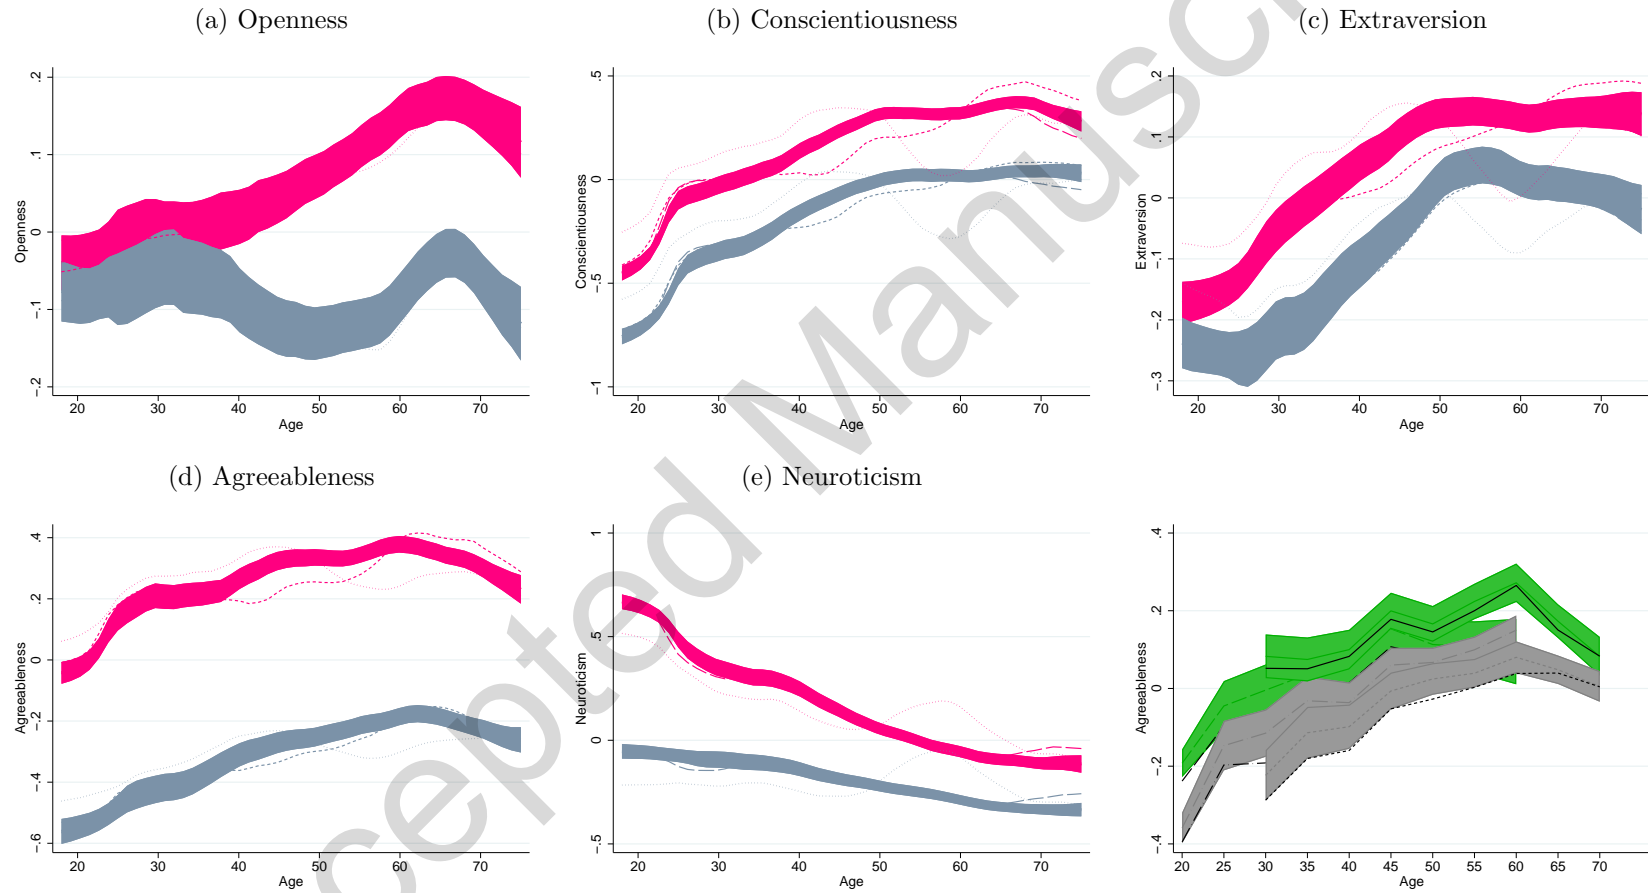 (a) Openness
(b) Conscientiousness
(c) Extraversion
Openness
.2
.1
0
-.1
-.2
20 30 40 50 60 70
Age
Conscientiousness
.5
0
-.5
-1
20 30 40 50 60 70
Age
Extraversion
.2
.1
0
-.1
-.2
-.3
20 30 40 50 60 70
Age
(d) Agreeableness
(e) Neuroticism
Agreeableness
.4
.2
0
-.2
-.4
-.6
20 30 40 50 60 70
Age
Neuroticism
1
.5
0
-.5
20 30 40 50 60 70
Age
Agreeableness
.4
.2
0
-.2
-.4
20 25 30 35 40 45 50 55 60 65 70
Age
cepted Manusc